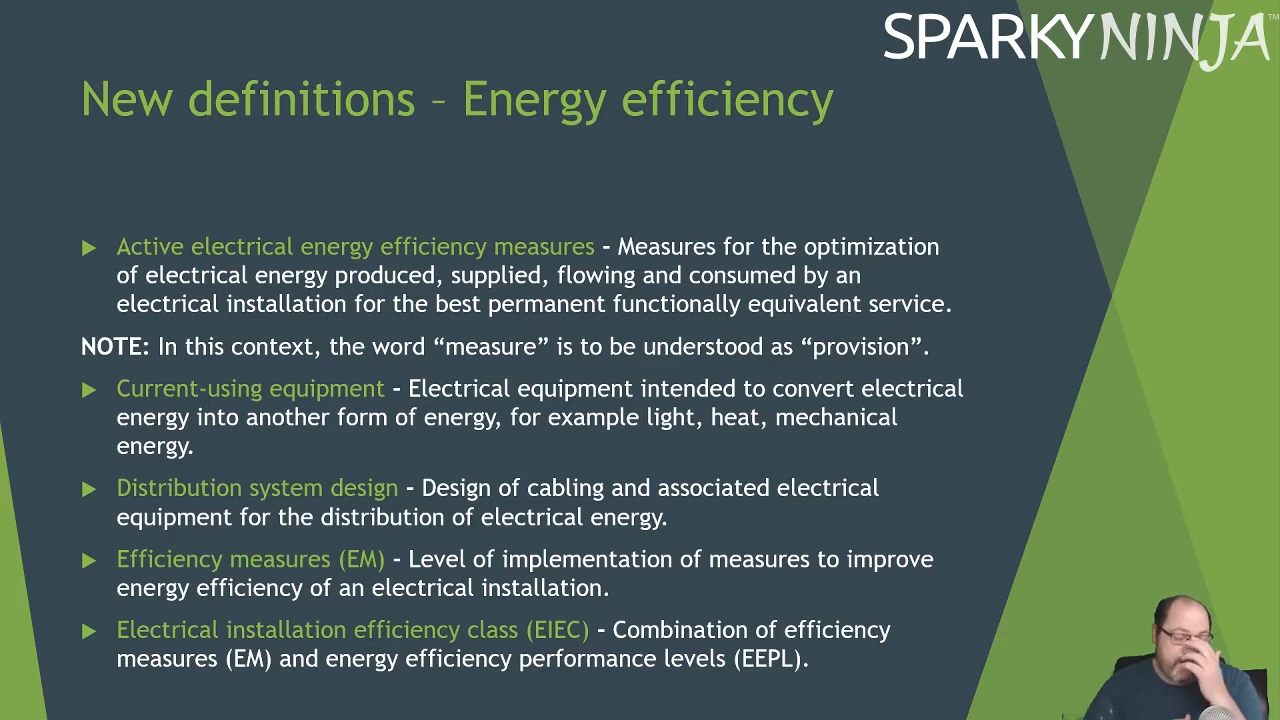 SPARKYNINJA™
New definitions – Energy efficiency
Active electrical energy efficiency measures – Measures for the optimization
of electrical energy produced, supplied, flowing and consumed by an
electrical installation for the best permanent functionally equivalent service.
NOTE: In this context, the word “measure” is to be understood as “provision”.
Current-using equipment – Electrical equipment intended to convert electrical
energy into another form of energy, for example light, heat, mechanical
energy.
Distribution system design – Design of cabling and associated electrical
equipment for the distribution of electrical energy.
Efficiency measures (EM) – Level of implementation of measures to improve
energy efficiency of an electrical installation.
Electrical installation efficiency class (EIEC) – Combination of efficiency
measures (EM) and energy efficiency performance levels (EEPL).